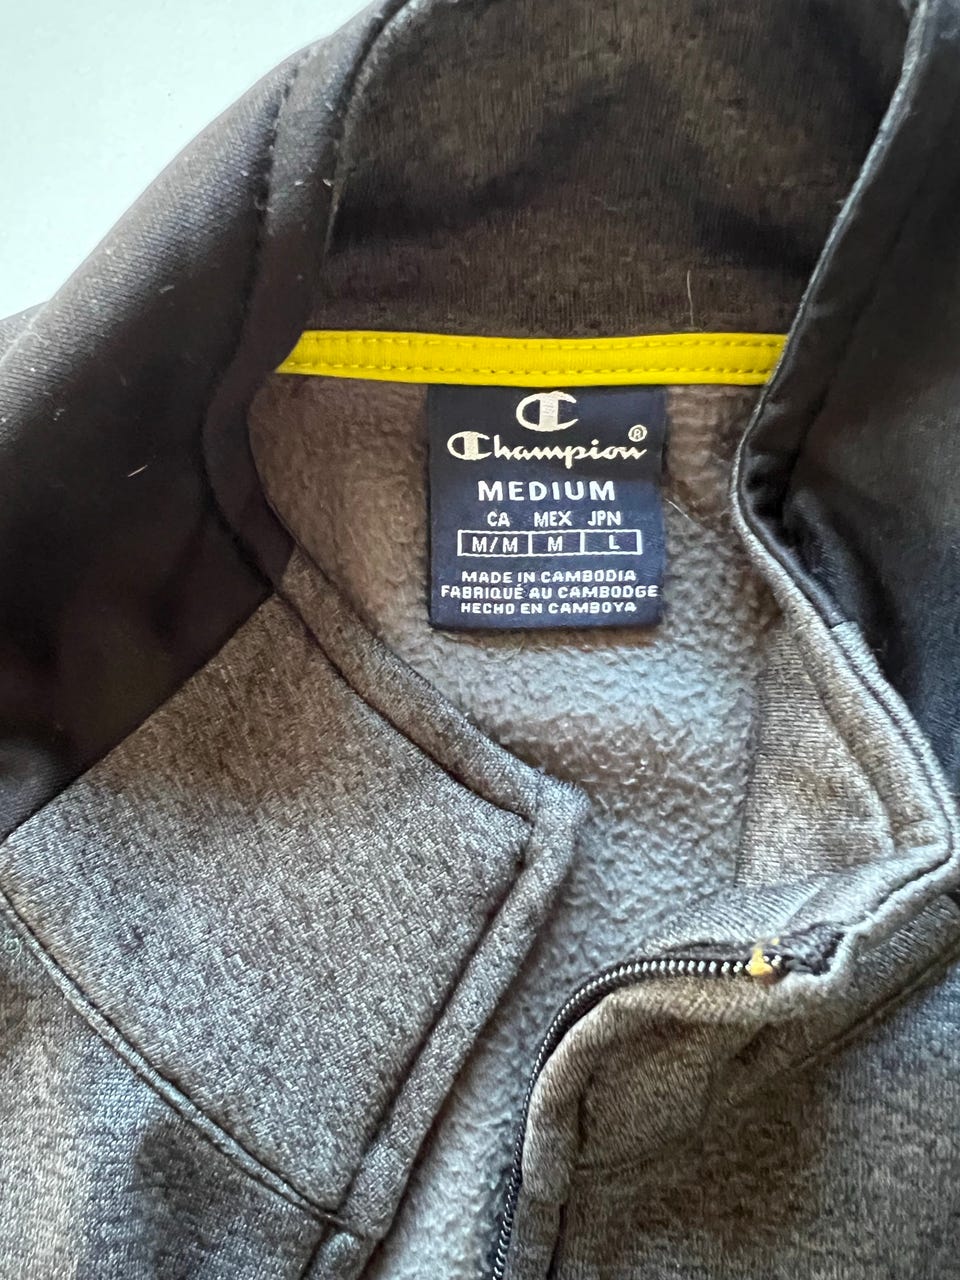 Champion®
MEDIUM
CA MEX JPN
M/M M L
MADE IN CAMBODIA
FABRIQUÉ AU CAMBODGE
HECHO EN CAMBOYA